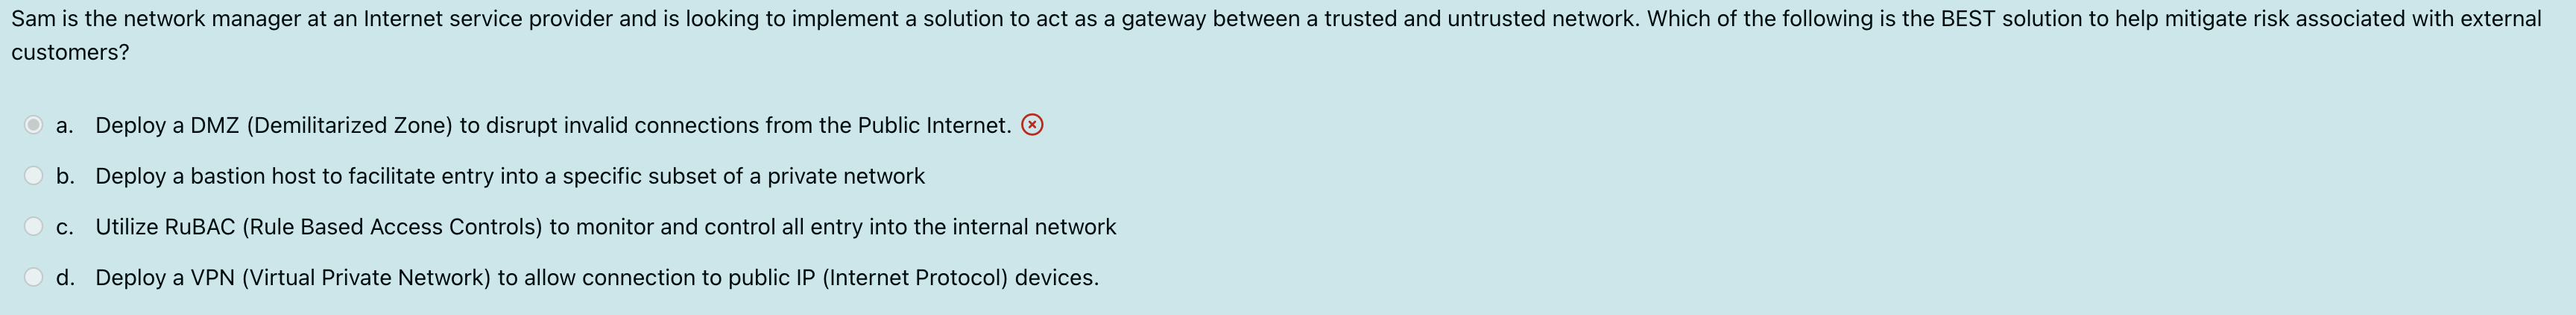 Sam is the network manager at an Internet service provider and is looking to implement a solution to act as a gateway between a trusted and untrusted network. Which of the following is the BEST solution to help mitigate risk associated with external
customers?
a. Deploy a DMZ (Demilitarized Zone) to disrupt invalid connections from the Public Internet.
b. Deploy a bastion host to facilitate entry into a specific subset of a private network
c. Utilize RuBAC (Rule Based Access Controls) to monitor and control all entry into the internal network
d. Deploy a VPN (Virtual Private Network) to allow connection to public IP (Internet Protocol) devices.